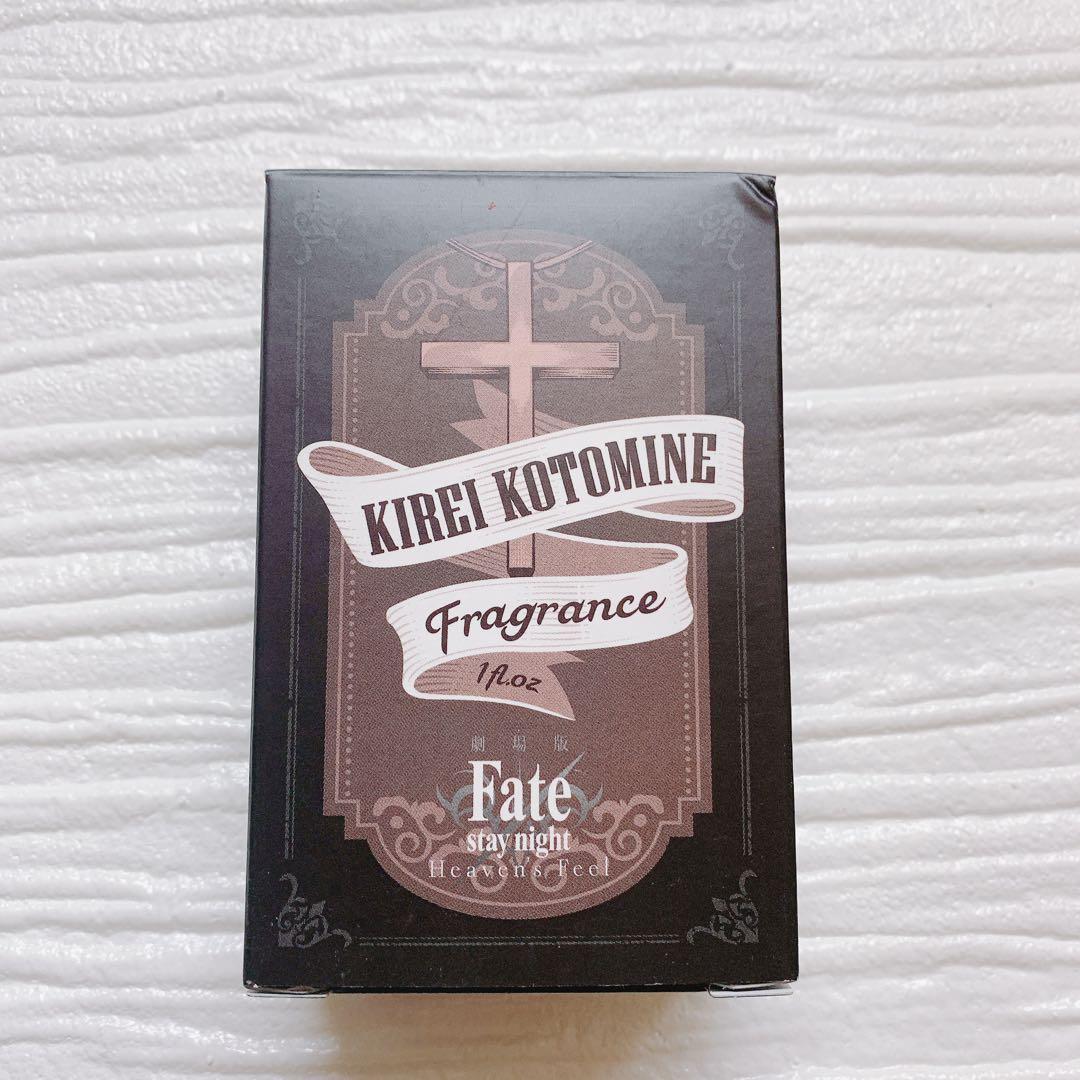 KIREI KOTOMINE
Fragrance
1fl.oz
劇場版
Fate
stay night
Heaven's Feel